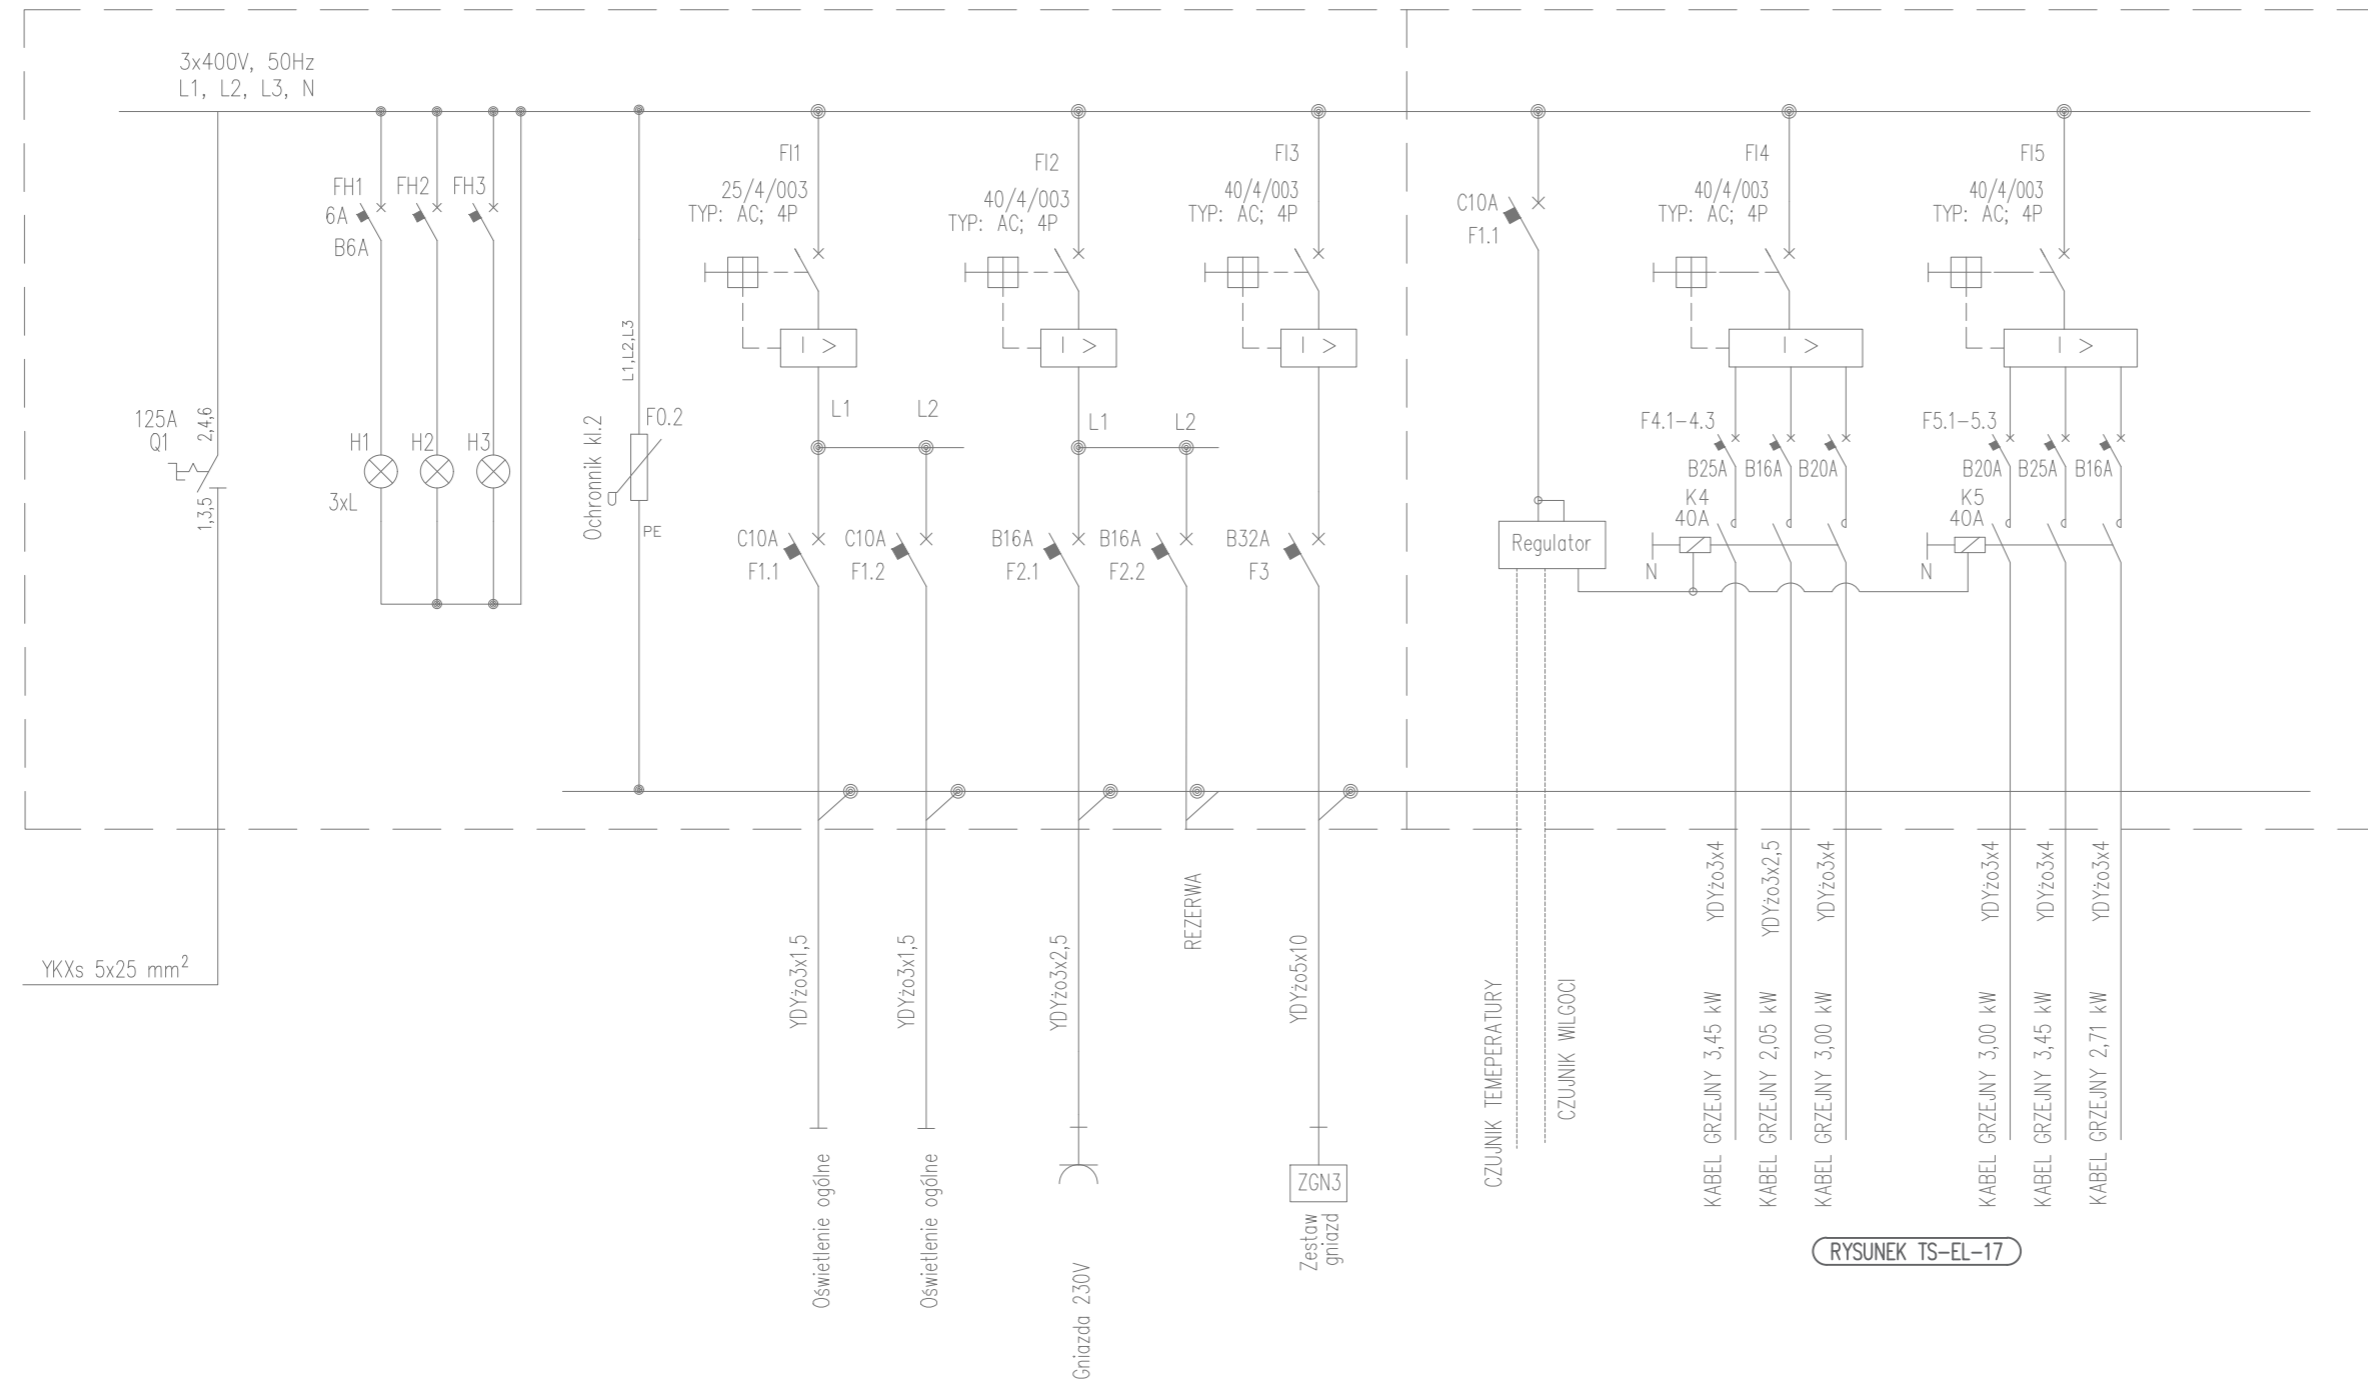 3x400V, 50Hz
L1, L2, L3, N
FH1
6A
B6A
FH2
FH3
125A
Q1
2,4,6
1,3,5
H1
H2
H3
3xL
YKXs 5x25 mm²
L1,L2,L3
F0.2
Ochronnik kl.2
PE
FI1
25/4/003
TYP: AC; 4P
I >
L1
L2
C10A
F1.1
C10A
F1.2
YDYżo3x1,5
YDYżo3x1,5
Oświetlenie ogólne
Oświetlenie ogólne
FI2
40/4/003
TYP: AC; 4P
I >
L1
L2
B16A
F2.1
B16A
F2.2
YDYżo3x2,5
REZERWA
Gniazda 230V
FI3
40/4/003
TYP: AC; 4P
I >
B32A
F3
YDYżo5x10
ZGN3
Zestaw
gniazd
C10A
F1.1
Regulator
CZUJNIK TEMEPERATURY
CZUJNIK WILGOCI
FI4
40/4/003
TYP: AC; 4P
I >
F4.1-4.3
B25A
B16A
B20A
K4
40A
N
YDYżo3x4
YDYżo3x2,5
YDYżo3x4
KABEL GRZEJNY 3,45 kW
KABEL GRZEJNY 2,05 kW
KABEL GRZEJNY 3,00 kW
FI5
40/4/003
TYP: AC; 4P
I >
F5.1-5.3
B20A
B25A
B16A
K5
40A
N
YDYżo3x4
YDYżo3x4
YDYżo3x4
KABEL GRZEJNY 3,00 kW
KABEL GRZEJNY 3,45 kW
KABEL GRZEJNY 2,71 kW
RYSUNEK TS-EL-17